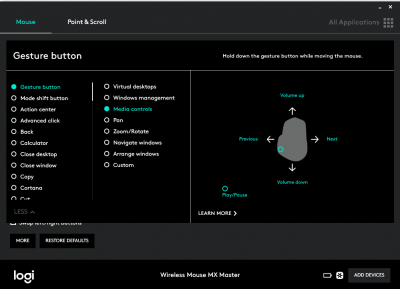 Mouse
Point & Scroll
All Applications
Gesture button
Hold down the gesture button while moving the mouse.
Gesture button
Mode shift button
Action center
Advanced click
Back
Calculator
Close desktop
Close window
Copy
Cortana
Cut
LESS
Virtual desktops
Windows management
Media controls
Pan
Zoom/Rotate
Navigate windows
Arrange windows
Custom
Volume up
Previous
Next
Volume down
Play/Pause
LEARN MORE
Swap left/right buttons
MORE
RESTORE DEFAULTS
logi
Wireless Mouse MX Master
ADD DEVICES